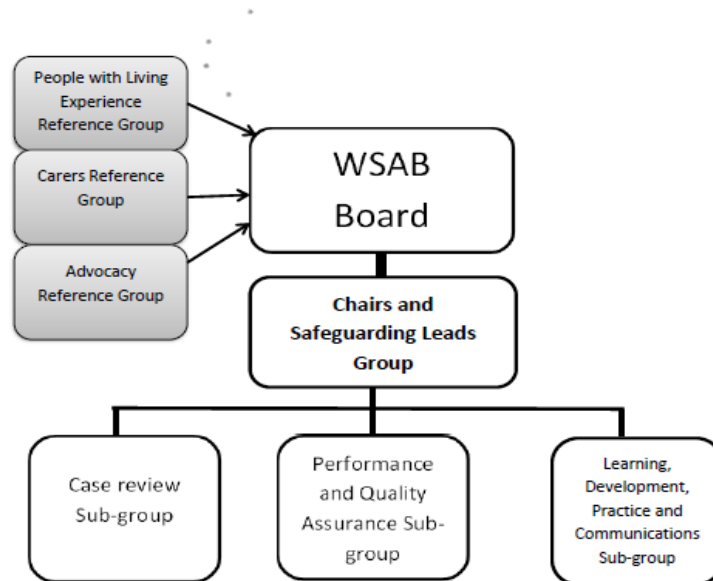 People with Living
Experience
Reference Group
Carers Reference
Group
Advocacy
Reference Group
WSAB
Board
Chairs and
Safeguarding Leads
Group
Case review
Sub-group
Performance
and Quality
Assurance Sub-
group
Learning,
Development,
Practice and
Communications
Sub-group